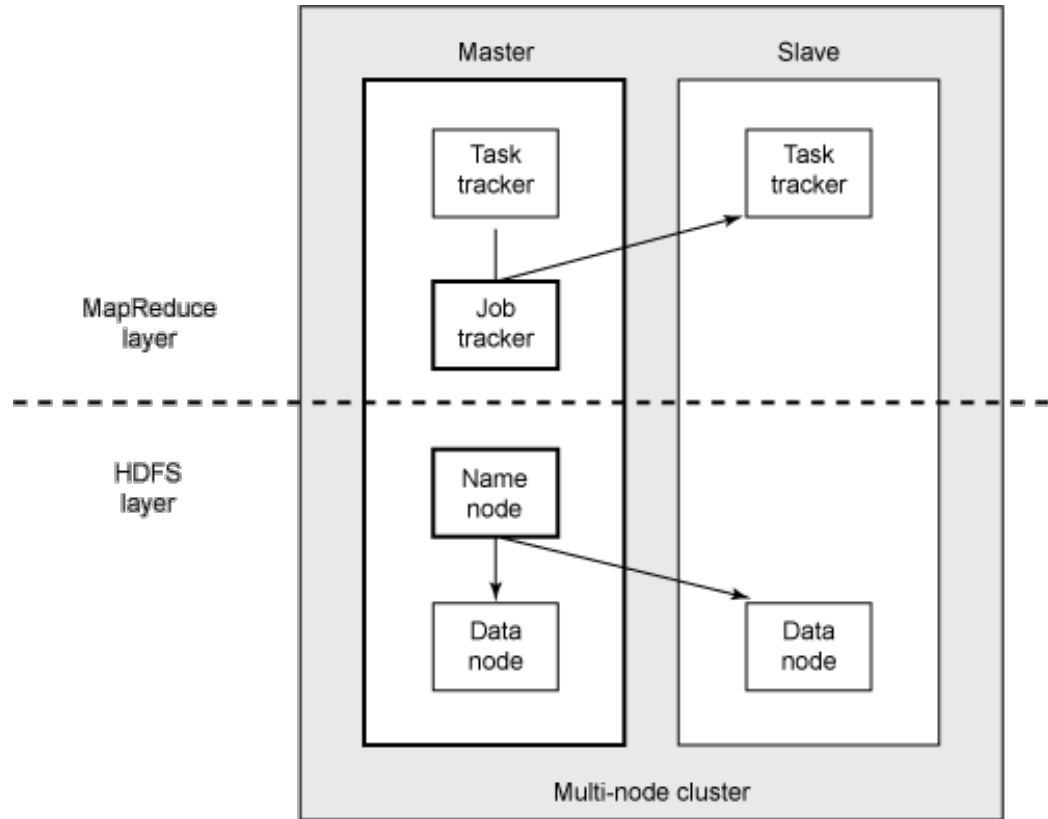 Master
Slave
Task
tracker
Task
tracker
MapReduce
layer
Job
tracker
HDFS
layer
Name
node
Data
node
Data
node
Multi-node cluster